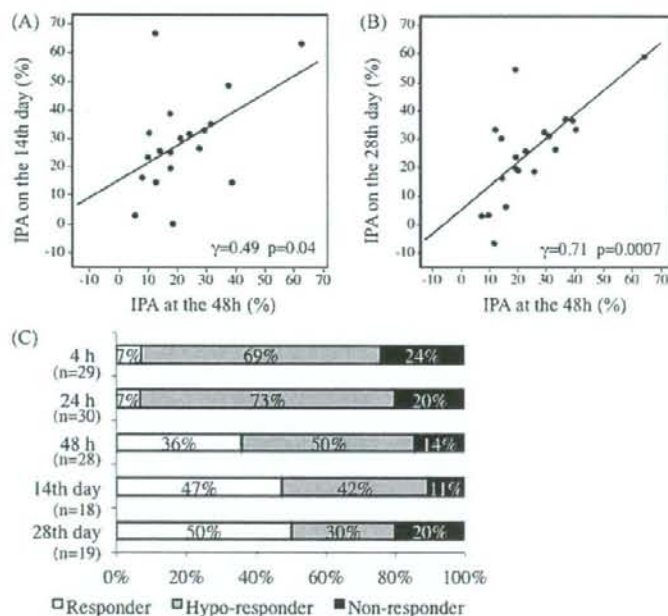 (A)
IPA on the 14th day (%)
70
60
50
40
30
20
10
0
-10
-10 0 10 20 30 40 50 60 70
IPA at the 48h (%)
γ=0.49 p=0.04
(B)
IPA on the 28th day (%)
70
60
50
40
30
20
10
0
-10
-10 0 10 20 30 40 50 60 70
IPA at the 48h (%)
γ=0.71 p=0.0007
(C)
4 h
(n=29)
7% 69% 24%
24 h
(n=30)
7% 73% 20%
48 h
(n=28)
36% 50% 14%
14th day
(n=18)
47% 42% 11%
28th day
(n=19)
50% 30% 20%
0% 20% 40% 60% 80% 100%
Responder Hypo-responder Non-responder